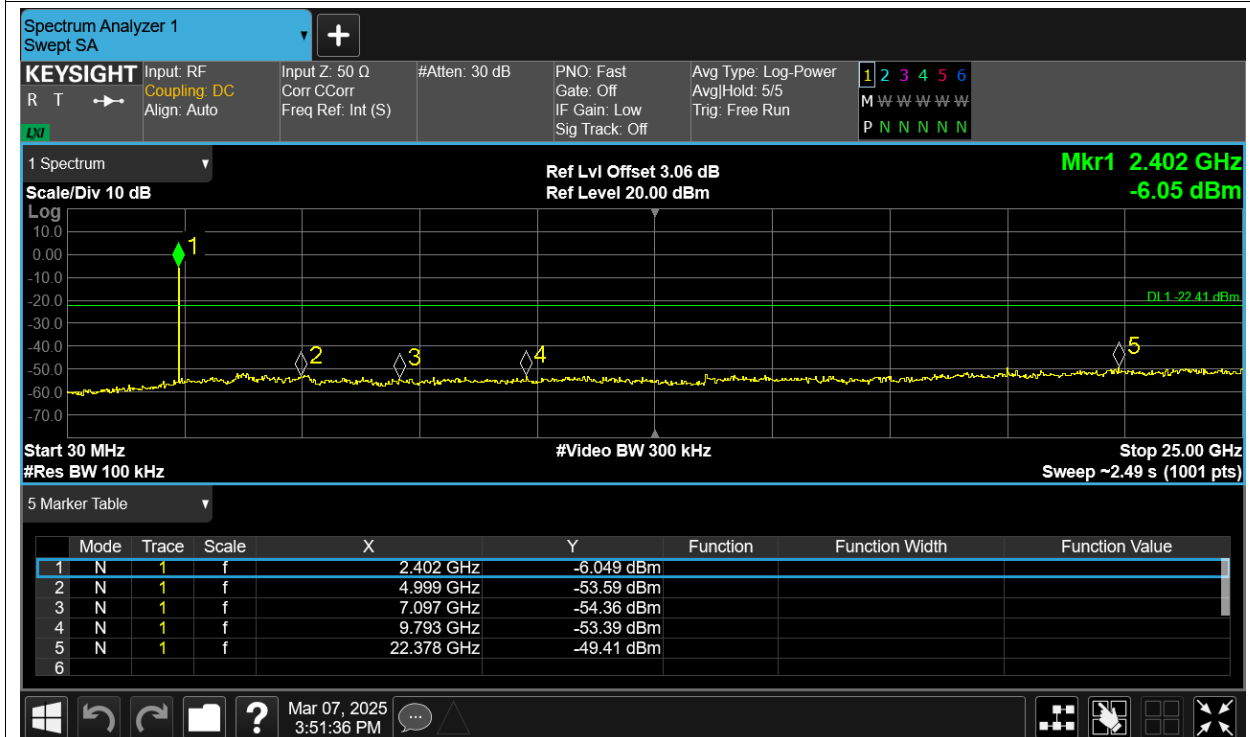 Spectrum Analyzer 1
Swept SA
KEYSIGHT
R T
LXI
Input: RF
Coupling: DC
Align: Auto
Input Z: 50 Ω
Corr CCorr
Freq Ref: Int (S)
#Atten: 30 dB
PNO: Fast
Gate: Off
IF Gain: Low
Sig Track: Off
Avg Type: Log-Power
Avg|Hold: 5/5
Trig: Free Run
1 2 3 4 5 6
M W W W W W
P N N N N N
1 Spectrum
Scale/Div 10 dB
Ref Lvl Offset 3.06 dB
Ref Level 20.00 dBm
Mkr1 2.402 GHz
-6.05 dBm
Log
10.0
0.00
-10.0
-20.0
-30.0
-40.0
-50.0
-60.0
-70.0
1
2
3
4
5
DL1 -22.41 dBm
Start 30 MHz
#Res BW 100 kHz
#Video BW 300 kHz
Stop 25.00 GHz
Sweep ~2.49 s (1001 pts)
5 Marker Table
Mode Trace Scale X Y Function Function Width Function Value
1 N 1 f 2.402 GHz -6.049 dBm
2 N 1 f 4.999 GHz -53.59 dBm
3 N 1 f 7.097 GHz -54.36 dBm
4 N 1 f 9.793 GHz -53.39 dBm
5 N 1 f 22.378 GHz -49.41 dBm
6
?
Mar 07, 2025
3:51:36 PM